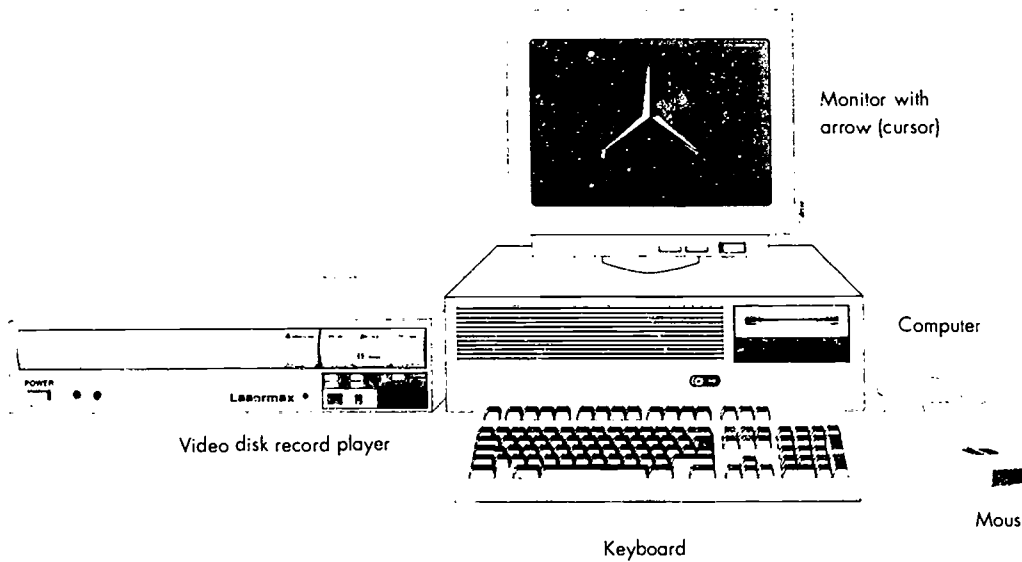 Monitor with
arrow (cursor)
Computer
POWER
Lasermax
Video disk record player
Mous
Keyboard